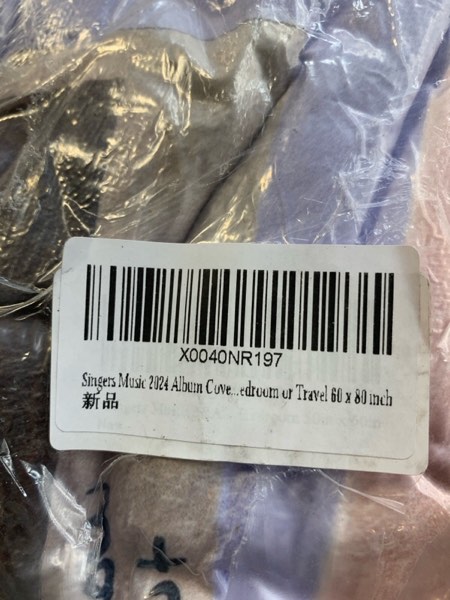 X0040NR197
Singers Music 2024 Album Cove...edroom or Travel 60 x 80 inch
新品